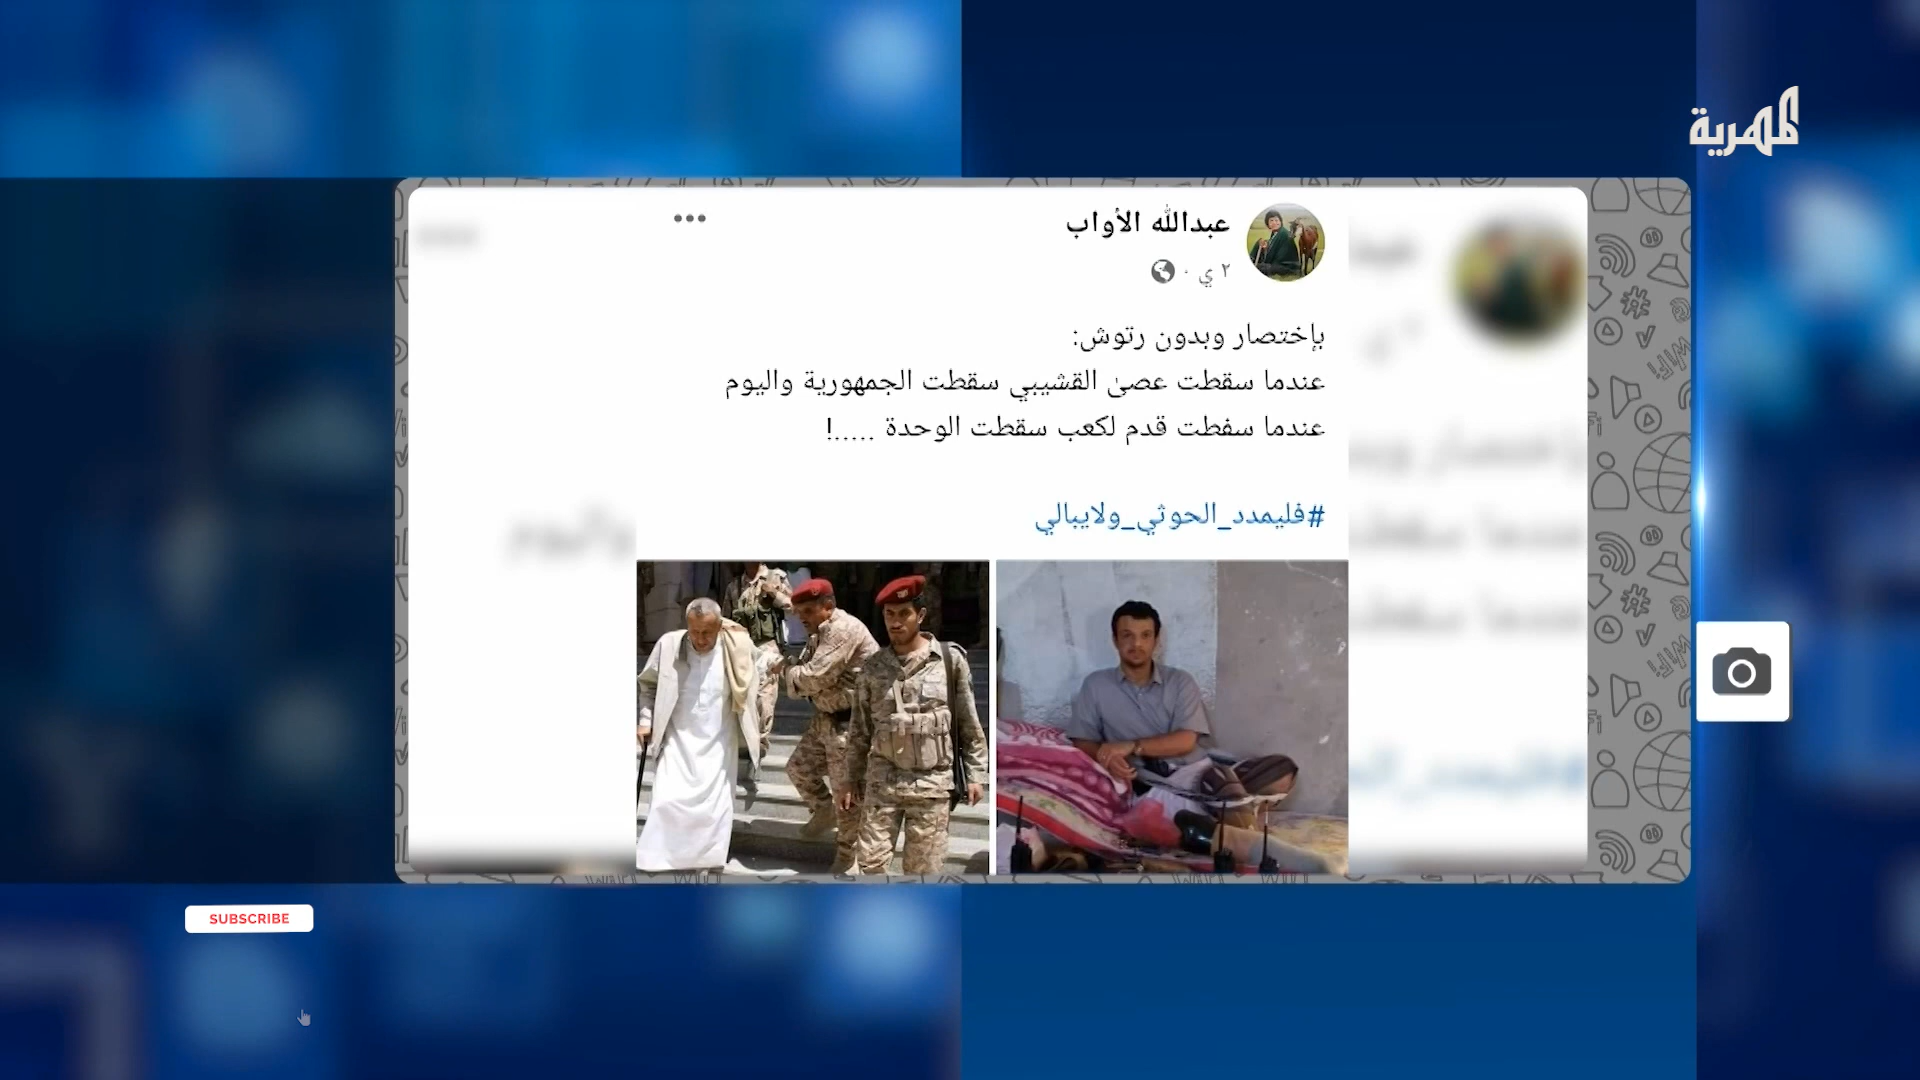 المهرية
عبدالله الأواب
٢ ي ·
بإختصار وبدون رتوش:
عندما سقطت عصىٰ القشيبي سقطت الجمهورية واليوم
عندما سفطت قدم لكعب سقطت الوحدة .....!
#فليمدد_الحوثي_ولايبالي
SUBSCRIBE